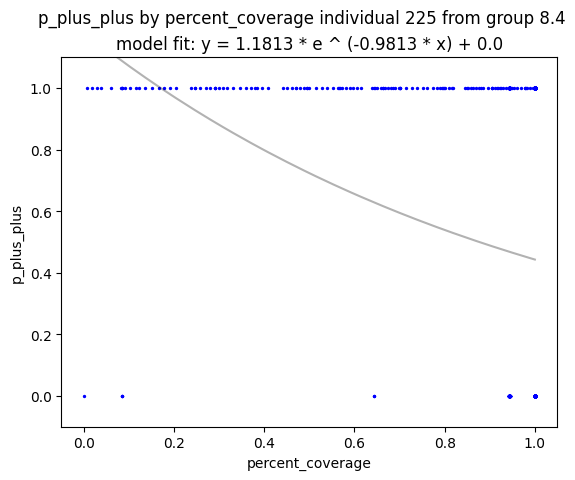 p_plus_plus by percent_coverage individual 225 from group 8.4
model fit: y = 1.1813 * e ^ (-0.9813 * x) + 0.0
1.0
0.8
0.6
0.4
0.2
0.0
p_plus_plus
0.0 0.2 0.4 0.6 0.8 1.0
percent_coverage